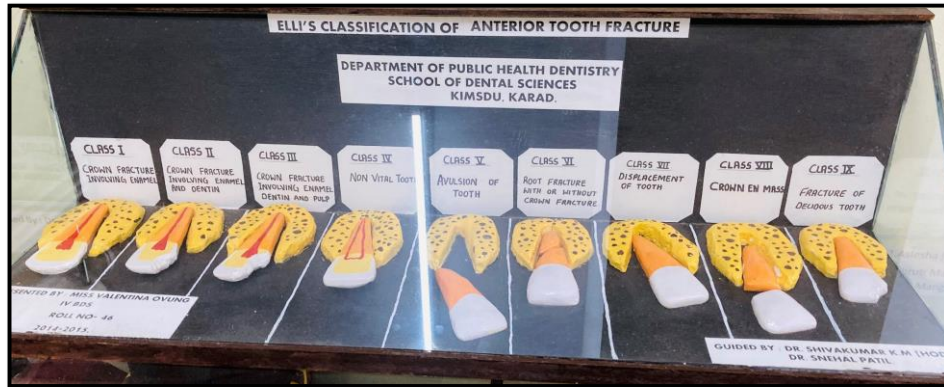 ELLI'S CLASSIFICATION OF ANTERIOR TOOTH FRACTURE
DEPARTMENT OF PUBLIC HEALTH DENTISTRY
SCHOOL OF DENTAL SCIENCES
KIMSDU, KARAD.
CLASS I
CROWN FRACTURE
INVOLVING ENAMEL
CLASS II
CROWN FRACTURE
INVOLVING ENAMEL
AND DENTIN
CLASS III
CROWN FRACTURE
INVOLVING ENAMEL
DENTIN AND PULP
CLASS IV
NON VITAL TOOTH
CLASS V
AVULSION OF
TOOTH
CLASS VI
ROOT FRACTURE
WITH OR WITHOUT
CROWN FRACTURE
CLASS VII
DISPLACEMENT
OF TOOTH
CLASS VIII
CROWN EN MASS
CLASS IX
FRACTURE OF
DECIDOUS TOOTH
ESENTED BY : MISS VALENTINA OVUNG
IV BDS
ROLL NO- 46
2014-2015.
GUIDED BY : DR. SHIVAKUMAR K.M (HOD
DR. SNEHAL PATIL